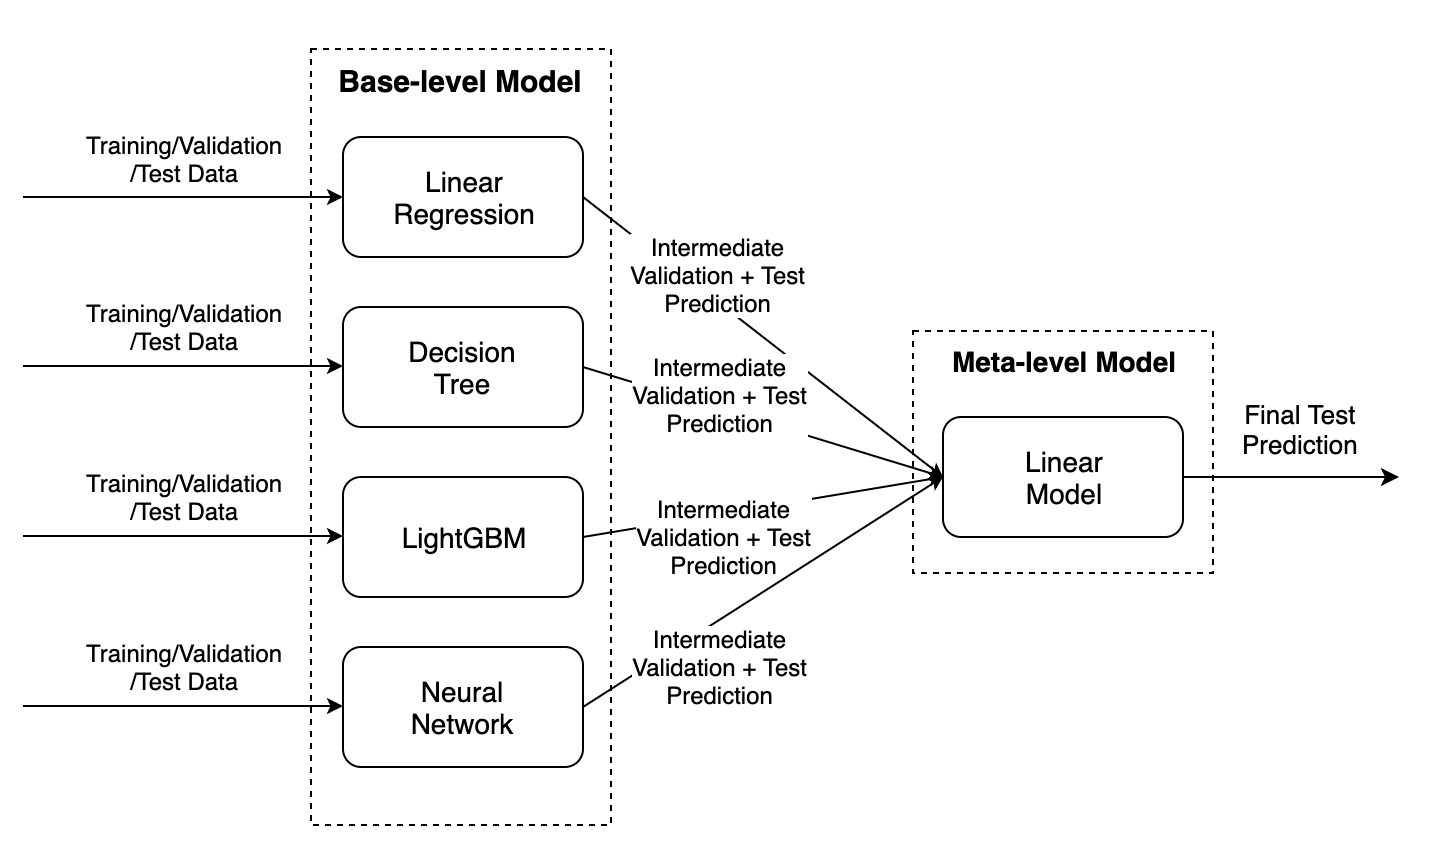 Base-level Model
Training/Validation
/Test Data
Linear
Regression
Intermediate
Validation + Test
Prediction
Training/Validation
/Test Data
Decision
Tree
Intermediate
Validation + Test
Prediction
Training/Validation
/Test Data
LightGBM
Intermediate
Validation + Test
Prediction
Training/Validation
/Test Data
Neural
Network
Intermediate
Validation + Test
Prediction
Meta-level Model
Linear
Model
Final Test
Prediction